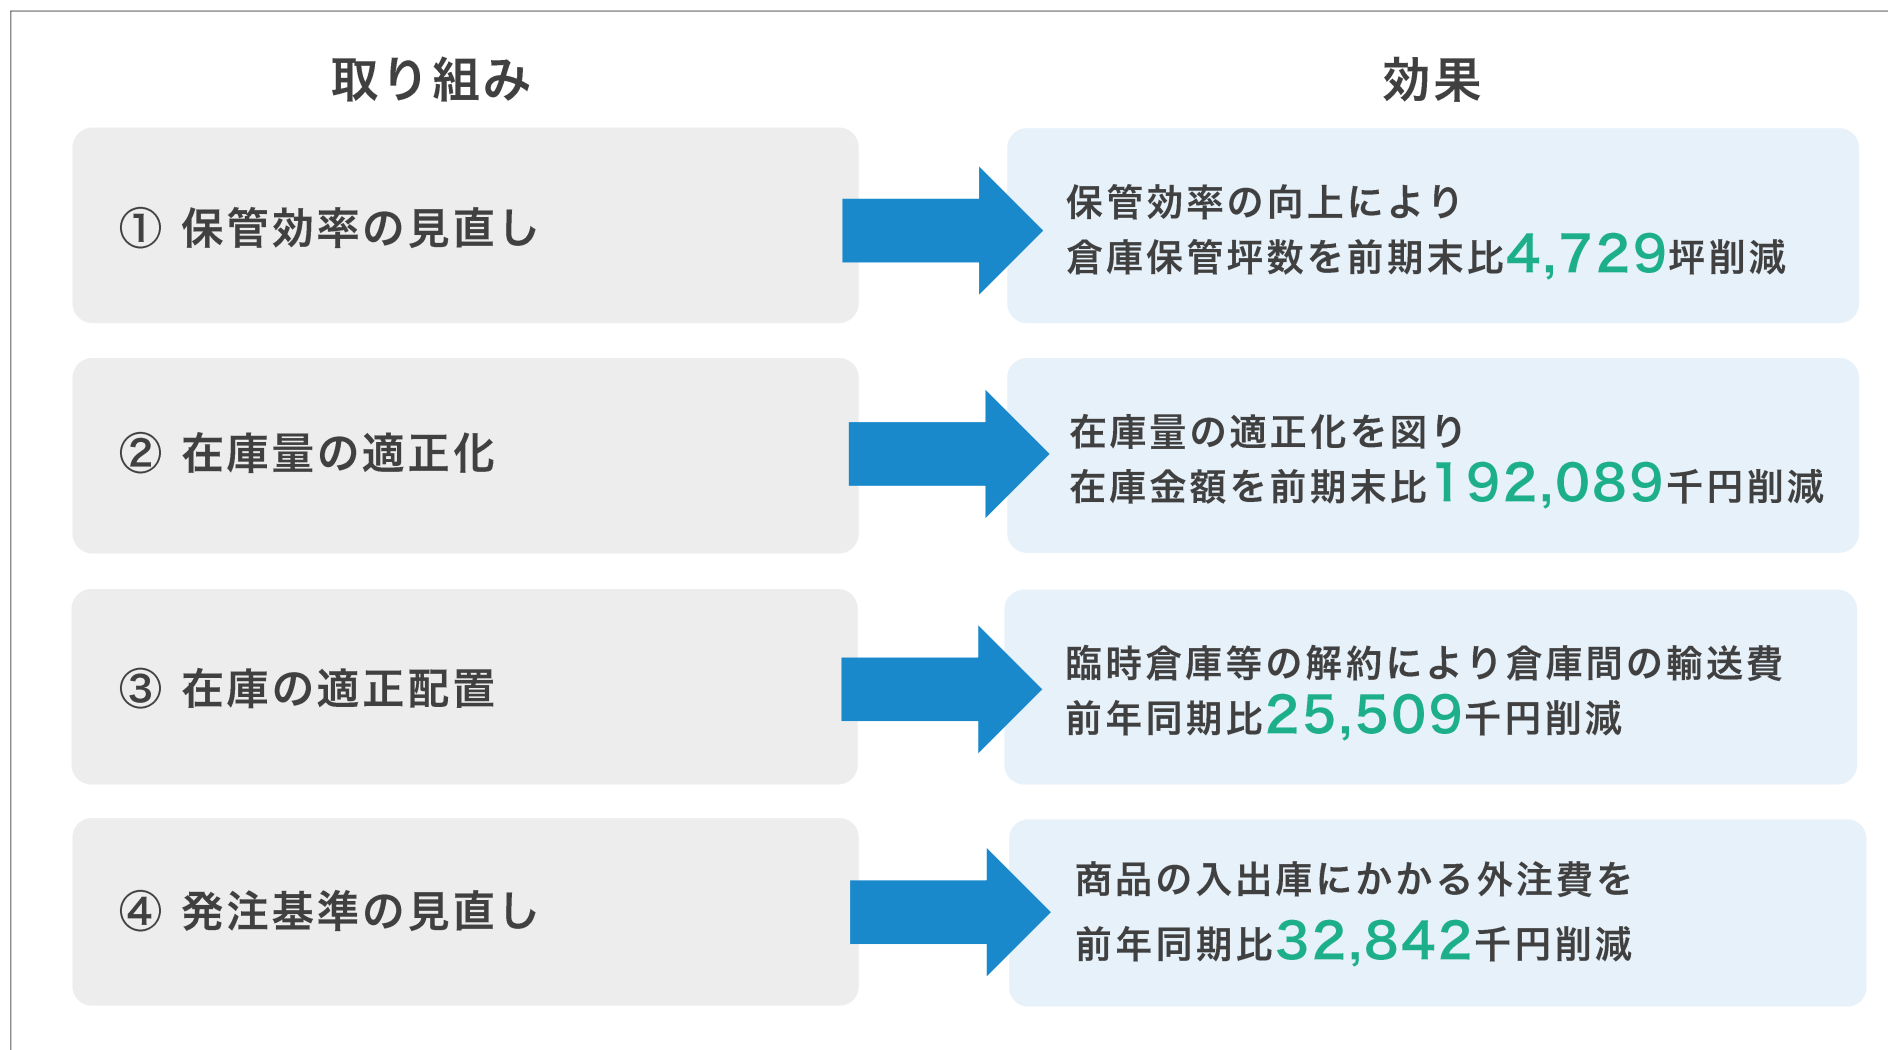 取り組み
効果
① 保管効率の見直し
保管効率の向上により
倉庫保管坪数を前期末比4,729坪削減
② 在庫量の適正化
在庫量の適正化を図り
在庫金額を前期末比192,089千円削減
③ 在庫の適正配置
臨時倉庫等の解約により倉庫間の輸送費
前年同期比25,509千円削減
④ 発注基準の見直し
商品の入出庫にかかる外注費を
前年同期比32,842千円削減